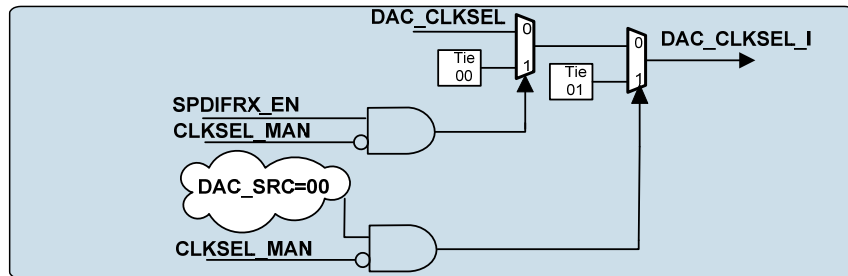 DAC_CLKSEL
0
1
Tie
00
0
1
Tie
01
DAC_CLKSEL_I
SPDIFRX_EN
CLKSEL_MAN
DAC_SRC=00
CLKSEL_MAN